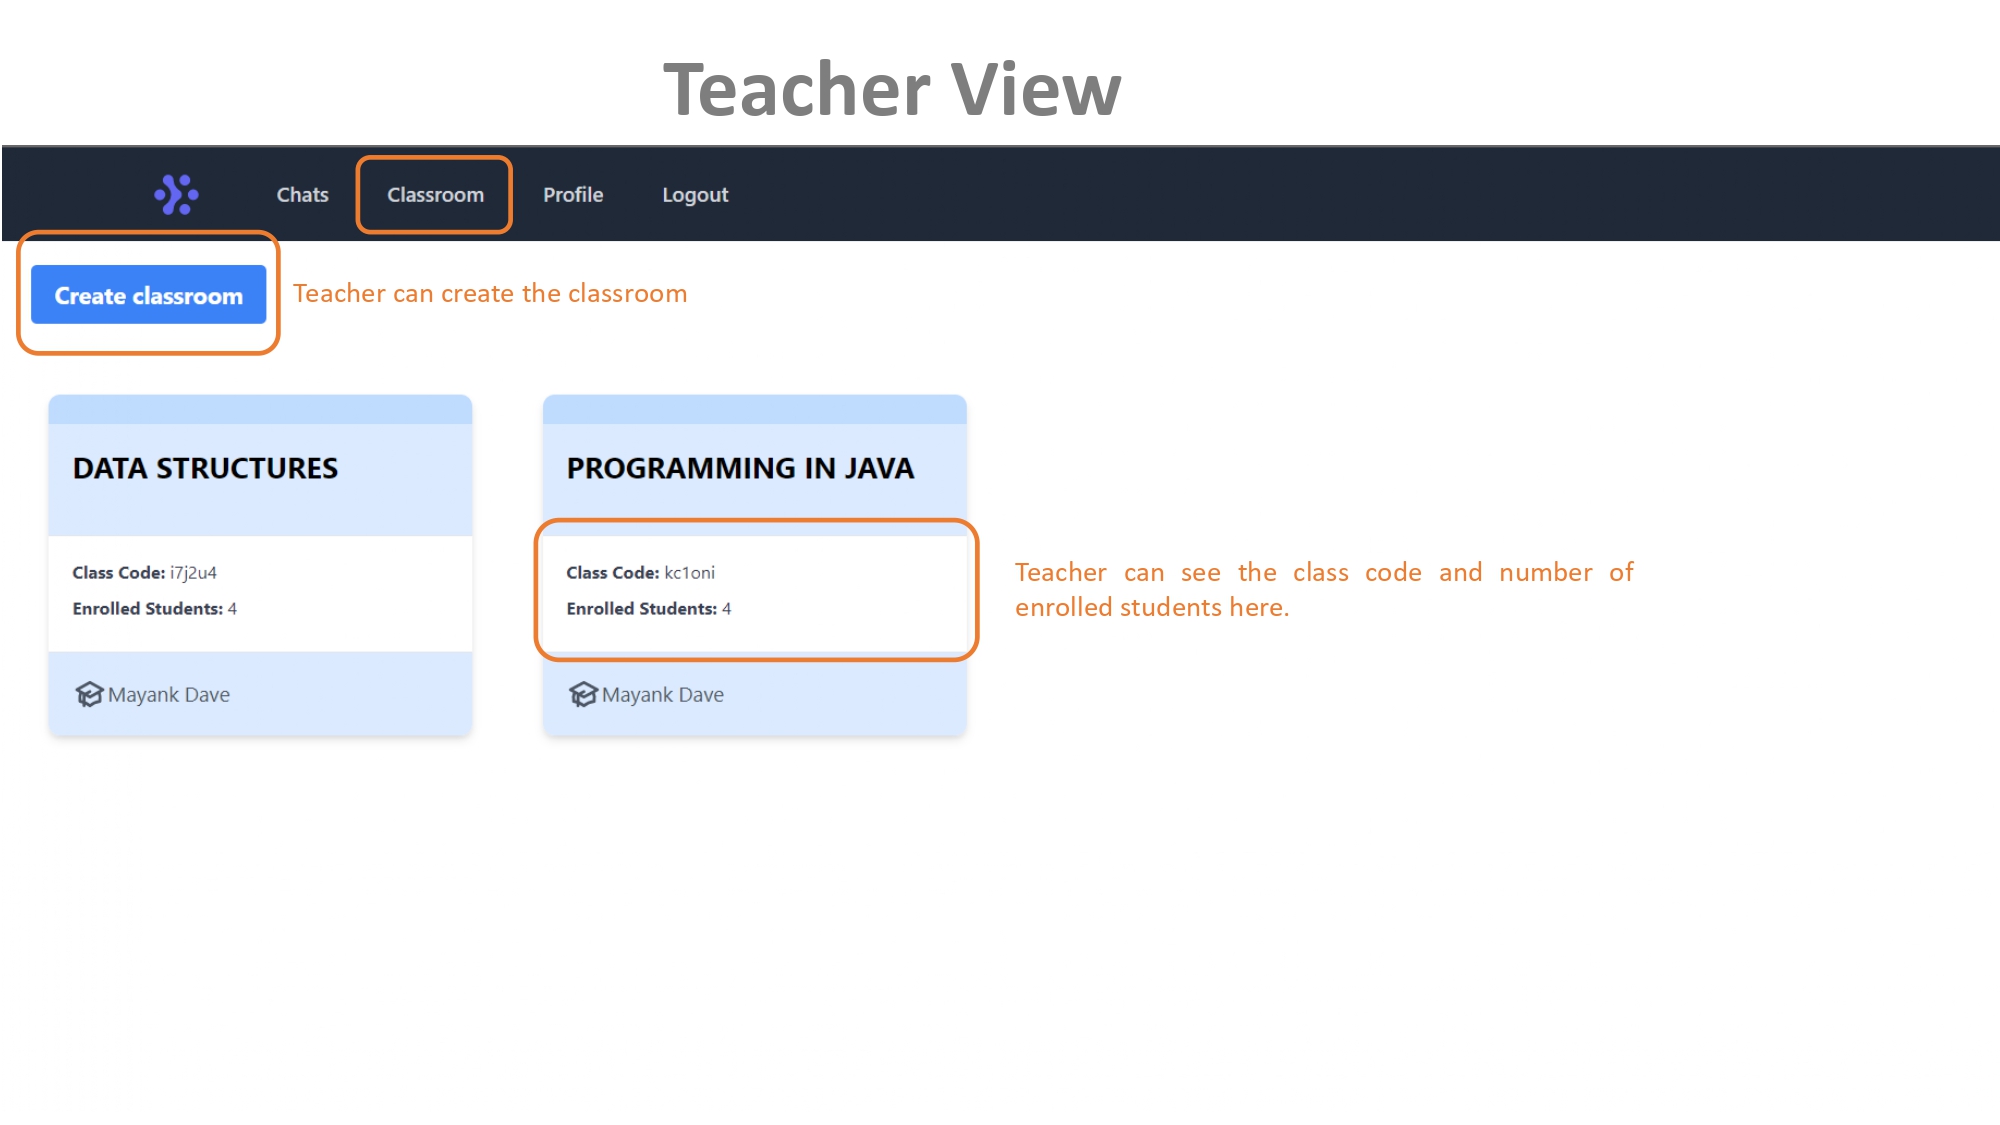 Teacher View
Chats Classroom Profile Logout
Create classroom
Teacher can create the classroom
DATA STRUCTURES
Class Code: i7j2u4
Enrolled Students: 4
Mayank Dave
PROGRAMMING IN JAVA
Class Code: kc1oni
Enrolled Students: 4
Mayank Dave
Teacher can see the class code and number of
enrolled students here.